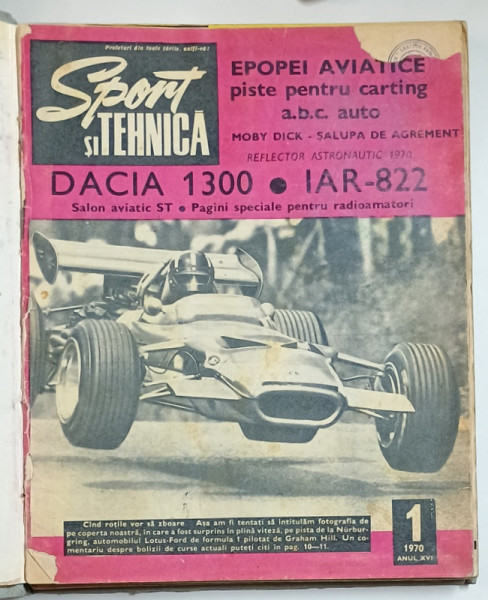 Proletari din toate țările, uniți-vă!
Sport
și TEHNICĂ
EPOPEI AVIATICE
piste pentru carting
a.b.c. auto
MOBY DICK - ȘALUPA DE AGREMENT
REFLECTOR ASTRONAUTIC 1970
DACIA 1300 ● IAR-822
Salon aviatic ST ● Pagini speciale pentru radioamatori
Cînd roțile vor să zboare Așa am fi tentați să intitulăm fotografia de
pe coperta noastră, în care a fost surprins în plină viteză, pe pista de la Nürbur-
gring, automobilul Lotus-Ford de formula 1 pilotat de Graham Hill. Un co-
mentariu despre bolizii de curse actuali puteți citi în pag. 10—11.
1
1970
ANUL XVI